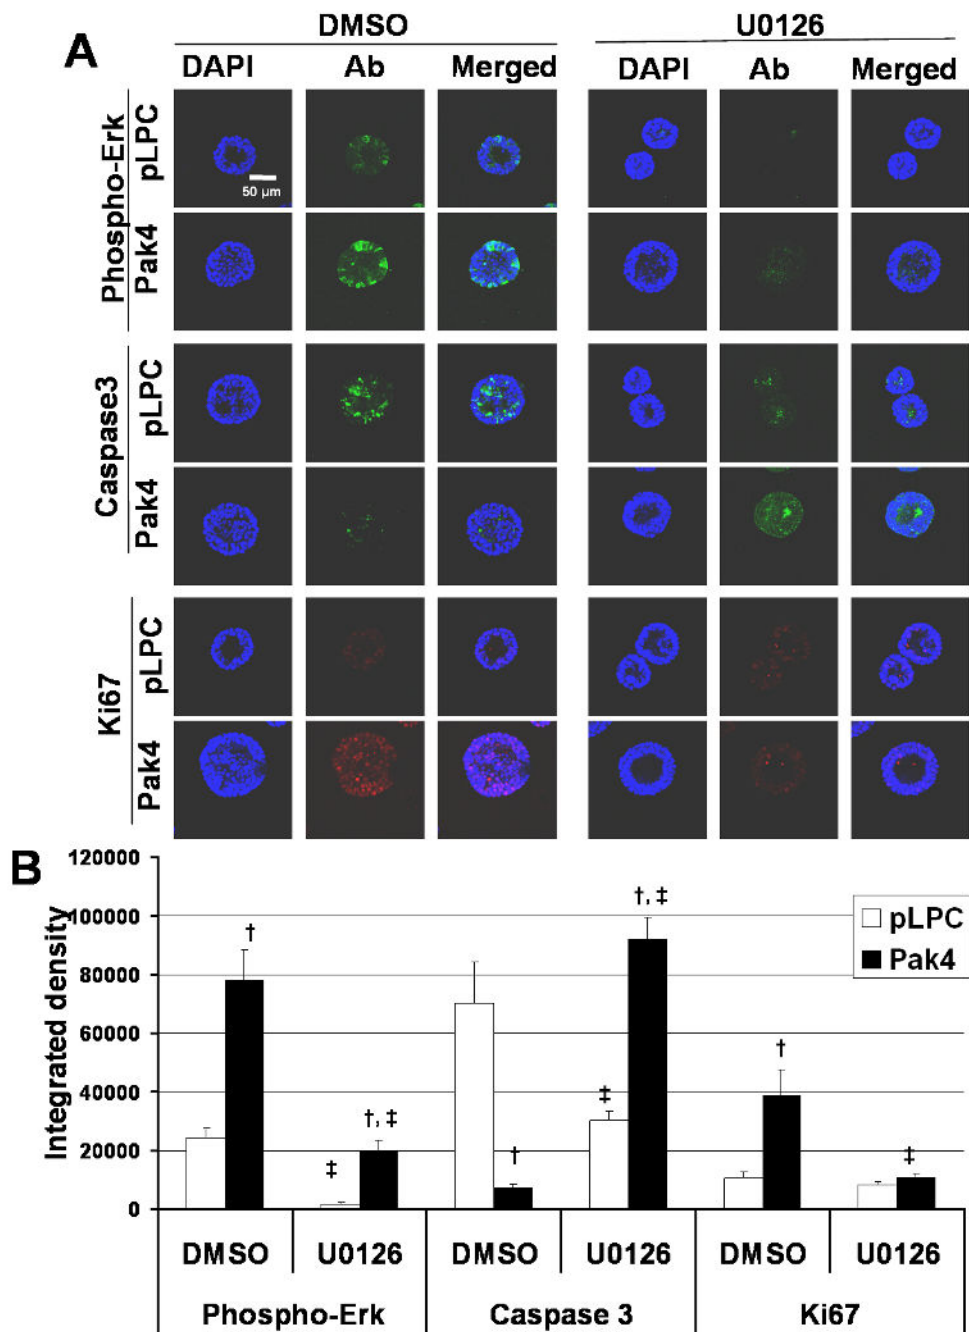 A
DMSO
U0126
DAPI Ab Merged DAPI Ab Merged
Phospho-Erk
pLPC
50 µm
Pak4
Caspase3
pLPC
Pak4
Ki67
pLPC
Pak4
B
Integrated density
120000
100000
80000
60000
40000
20000
0
†
‡
†, ‡
†
‡
†, ‡
†
‡
pLPC
Pak4
DMSO U0126 DMSO U0126 DMSO U0126
Phospho-Erk Caspase 3 Ki67